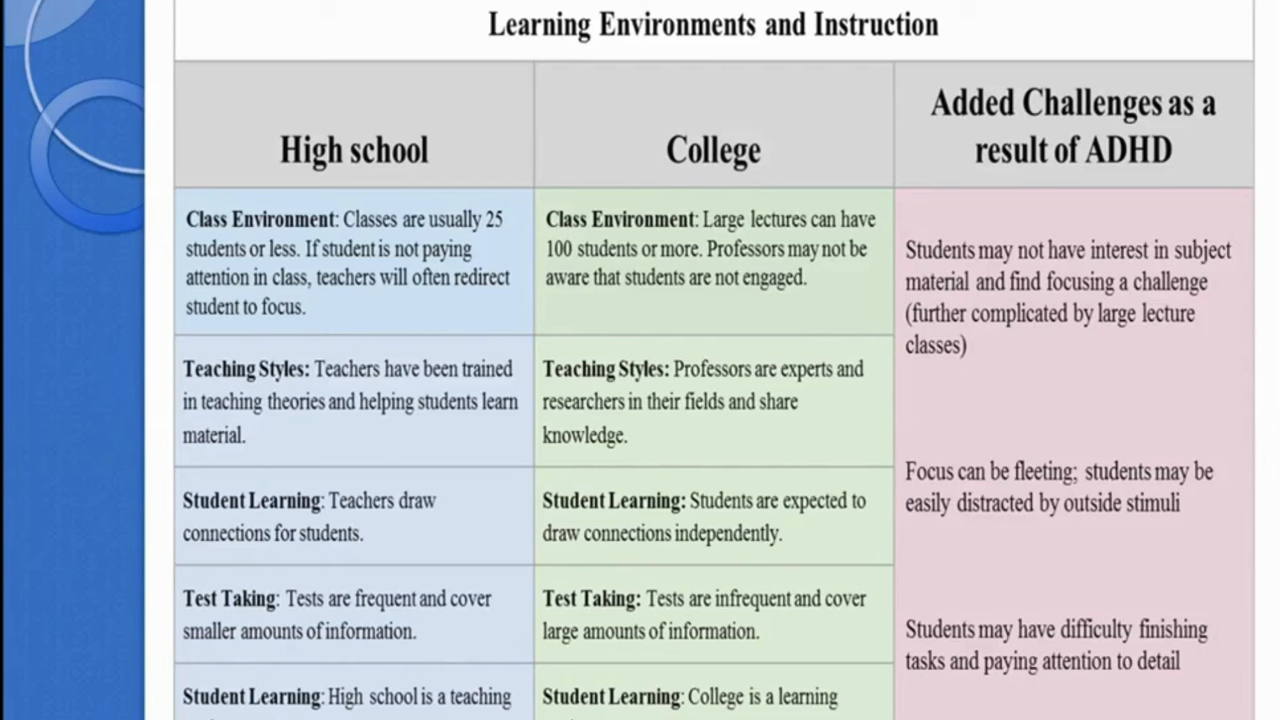 Learning Environments and Instruction
High school
College
Added Challenges as a
result of ADHD
Class Environment: Classes are usually 25
students or less. If student is not paying
attention in class, teachers will often redirect
student to focus.
Class Environment: Large lectures can have
100 students or more. Professors may not be
aware that students are not engaged.
Students may not have interest in subject
material and find focusing a challenge
(further complicated by large lecture
classes)
Teaching Styles: Teachers have been trained
in teaching theories and helping students learn
material.
Teaching Styles: Professors are experts and
researchers in their fields and share
knowledge.
Student Learning: Teachers draw
connections for students.
Student Learning: Students are expected to
draw connections independently.
Focus can be fleeting; students may be
easily distracted by outside stimuli
Test Taking: Tests are frequent and cover
smaller amounts of information.
Test Taking: Tests are infrequent and cover
large amounts of information.
Students may have difficulty finishing
tasks and paying attention to detail
Student Learning: High school is a teaching
Student Learning: College is a learning